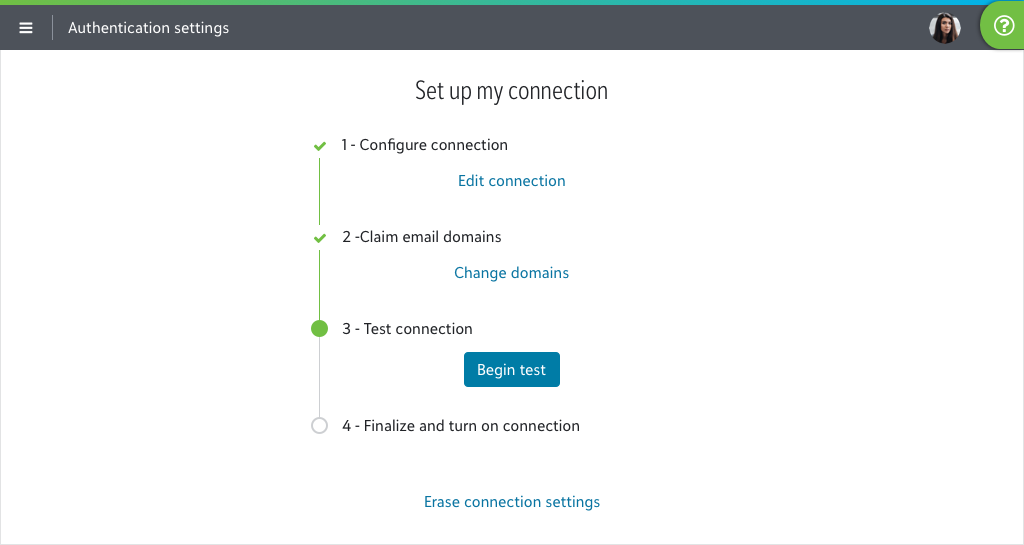 Authentication settings
?
Set up my connection
1 - Configure connection
Edit connection
2 -Claim email domains
Change domains
3 - Test connection
Begin test
4 - Finalize and turn on connection
Erase connection settings